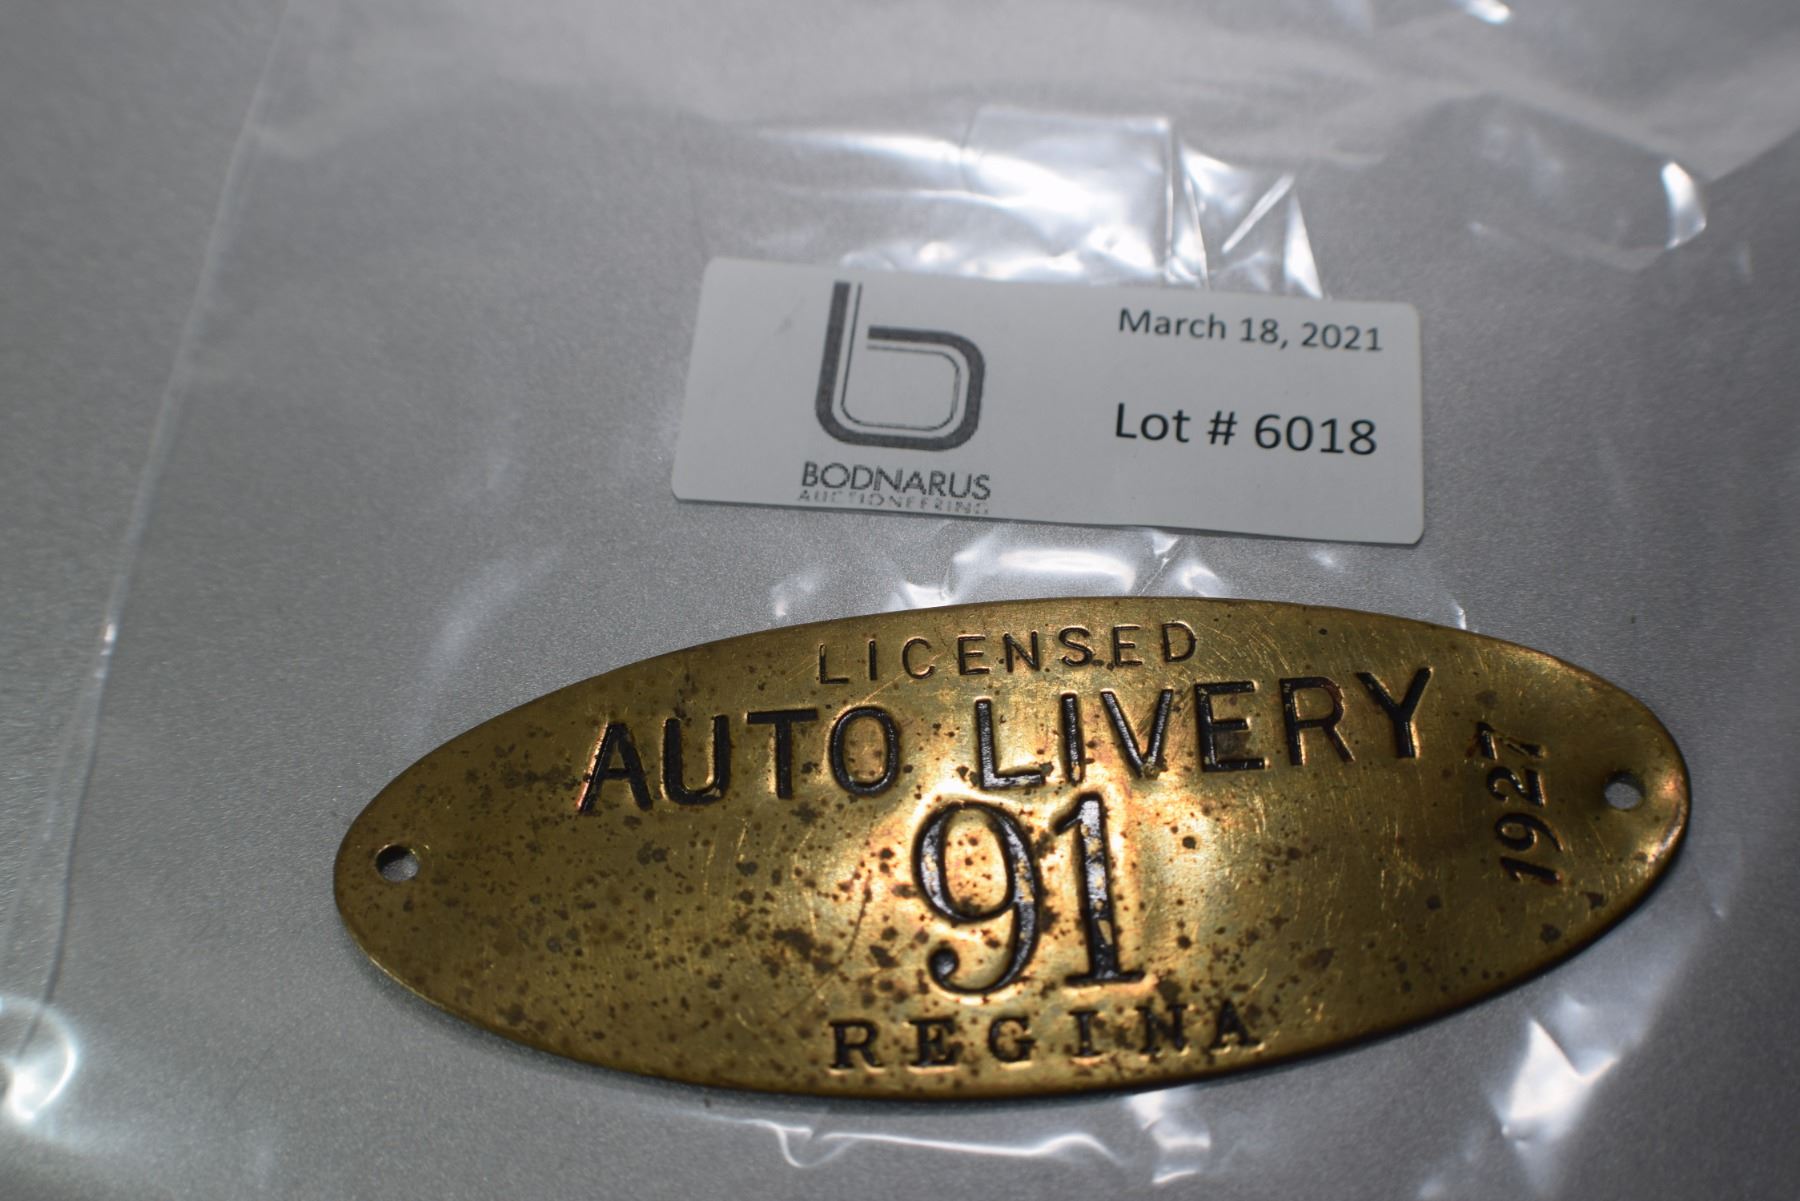 March 18, 2021
Lot # 6018
b
BODNARUS
AUCTIONEERING
LICENSED
AUTO LIVERY
91
REGINA
1927